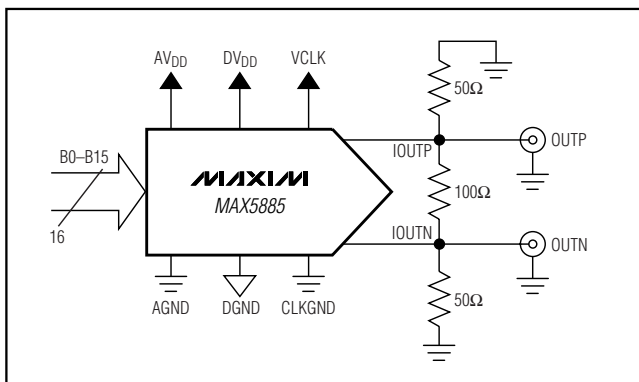 AVDD DVDD VCLK
50Ω
B0–B15
IOUTP
OUTP
MAXIM
MAX5885
100Ω
16
IOUTN
OUTN
50Ω
AGND DGND CLKGND